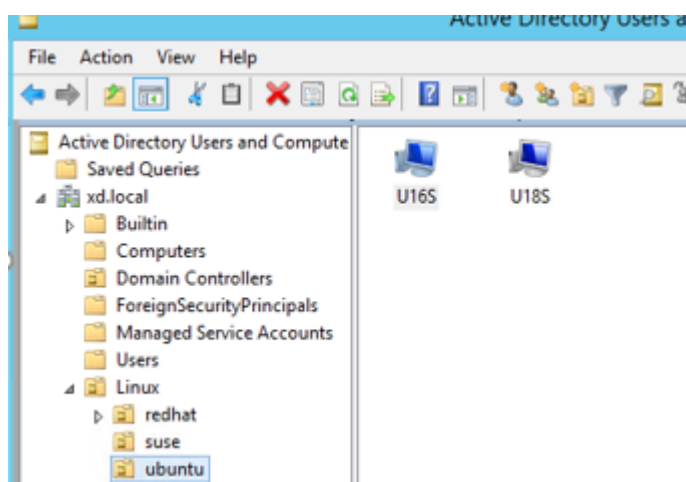 Active Directory Users a
File Action View Help
Active Directory Users and Compute
Saved Queries
xd.local
Builtin
Computers
Domain Controllers
ForeignSecurityPrincipals
Managed Service Accounts
Users
Linux
redhat
suse
ubuntu
U16S U18S